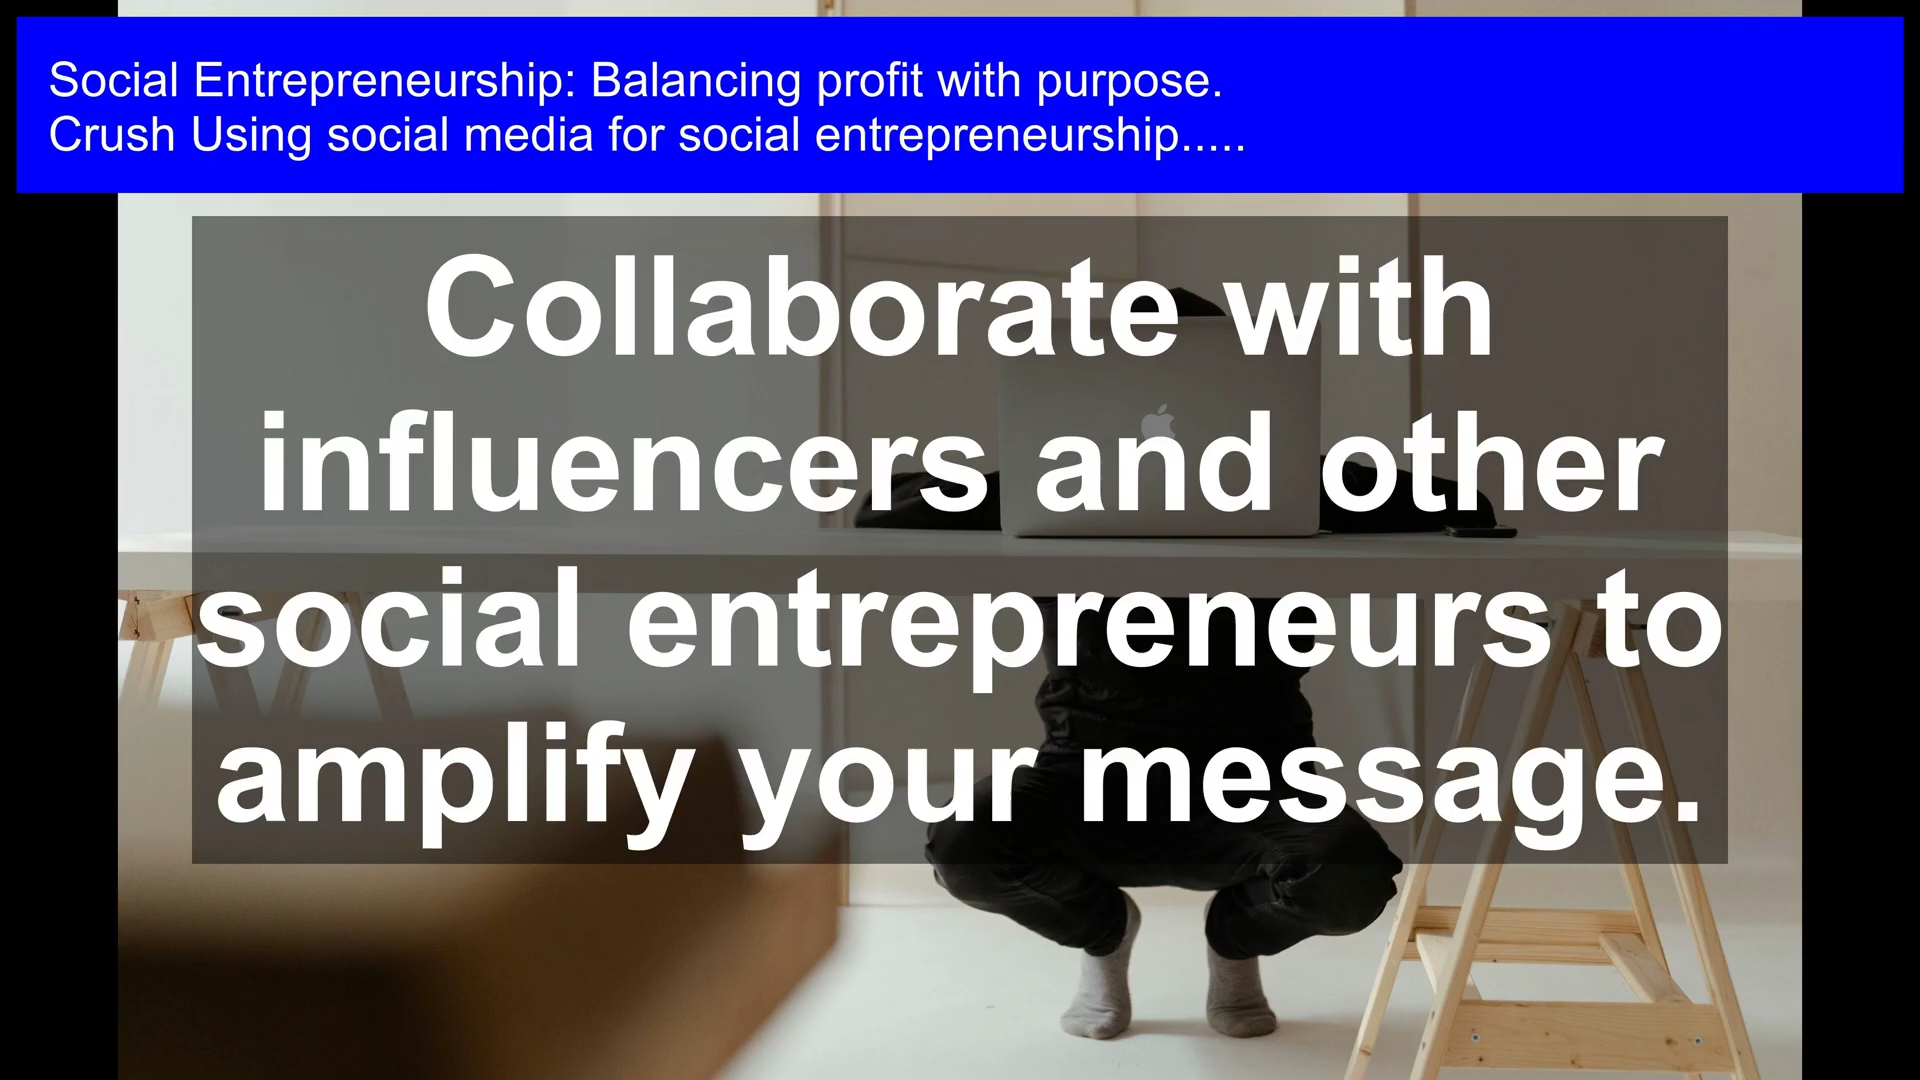 Social Entrepreneurship: Balancing profit with purpose.
Crush Using social media for social entrepreneurship.....
Collaborate with
influencers and other
social entrepreneurs to
amplify your message.